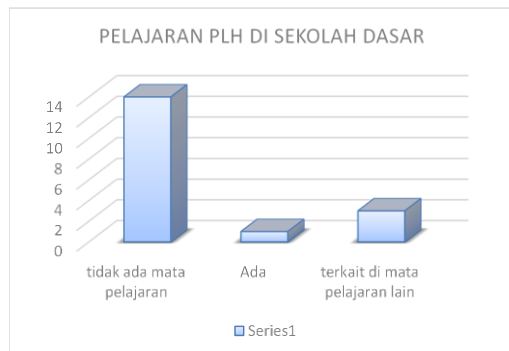 PELAJARAN PLH DI SEKOLAH DASAR
14
12
10
8
6
4
2
0
tidak ada mata
pelajaran
Ada
terkait di mata
pelajaran lain
Series1